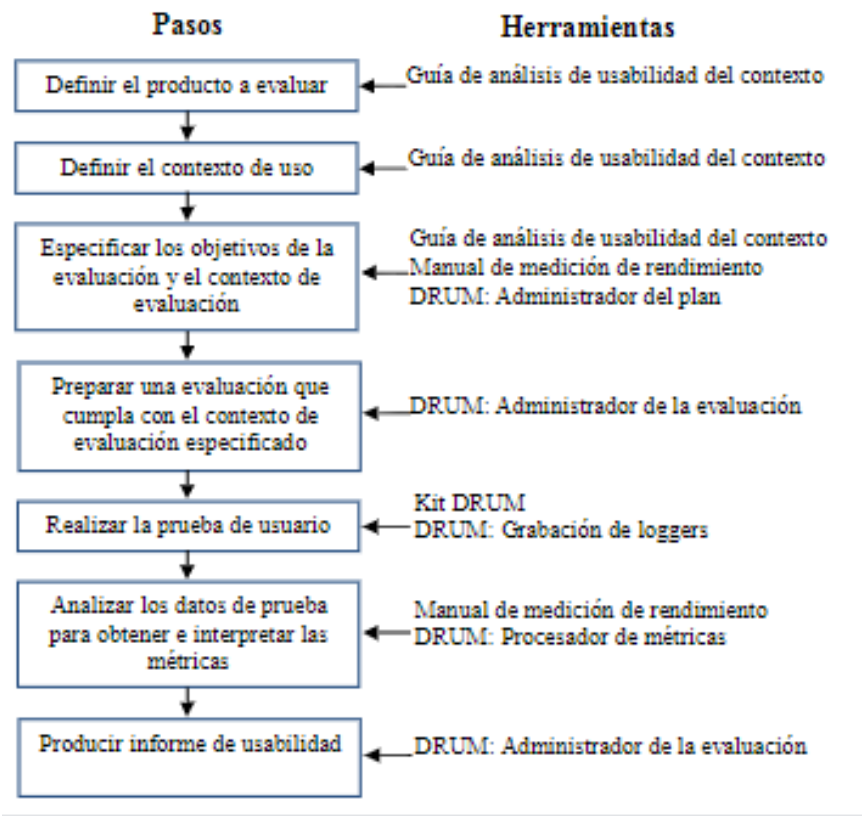 Pasos
Herramientas
Definir el producto a evaluar
Guía de análisis de usabilidad del contexto
Definir el contexto de uso
Guía de análisis de usabilidad del contexto
Especificar los objetivos de la
evaluación y el contexto de
evaluación
Guía de análisis de usabilidad del contexto
Manual de medición de rendimiento
DRUM: Administrador del plan
Preparar una evaluación que
cumpla con el contexto de
evaluación especificado
DRUM: Administrador de la evaluación
Realizar la prueba de usuario
Kit DRUM
DRUM: Grabación de loggers
Analizar los datos de prueba
para obtener e interpretar las
métricas
Manual de medición de rendimiento
DRUM: Procesador de métricas
Producir informe de usabilidad
DRUM: Administrador de la evaluación